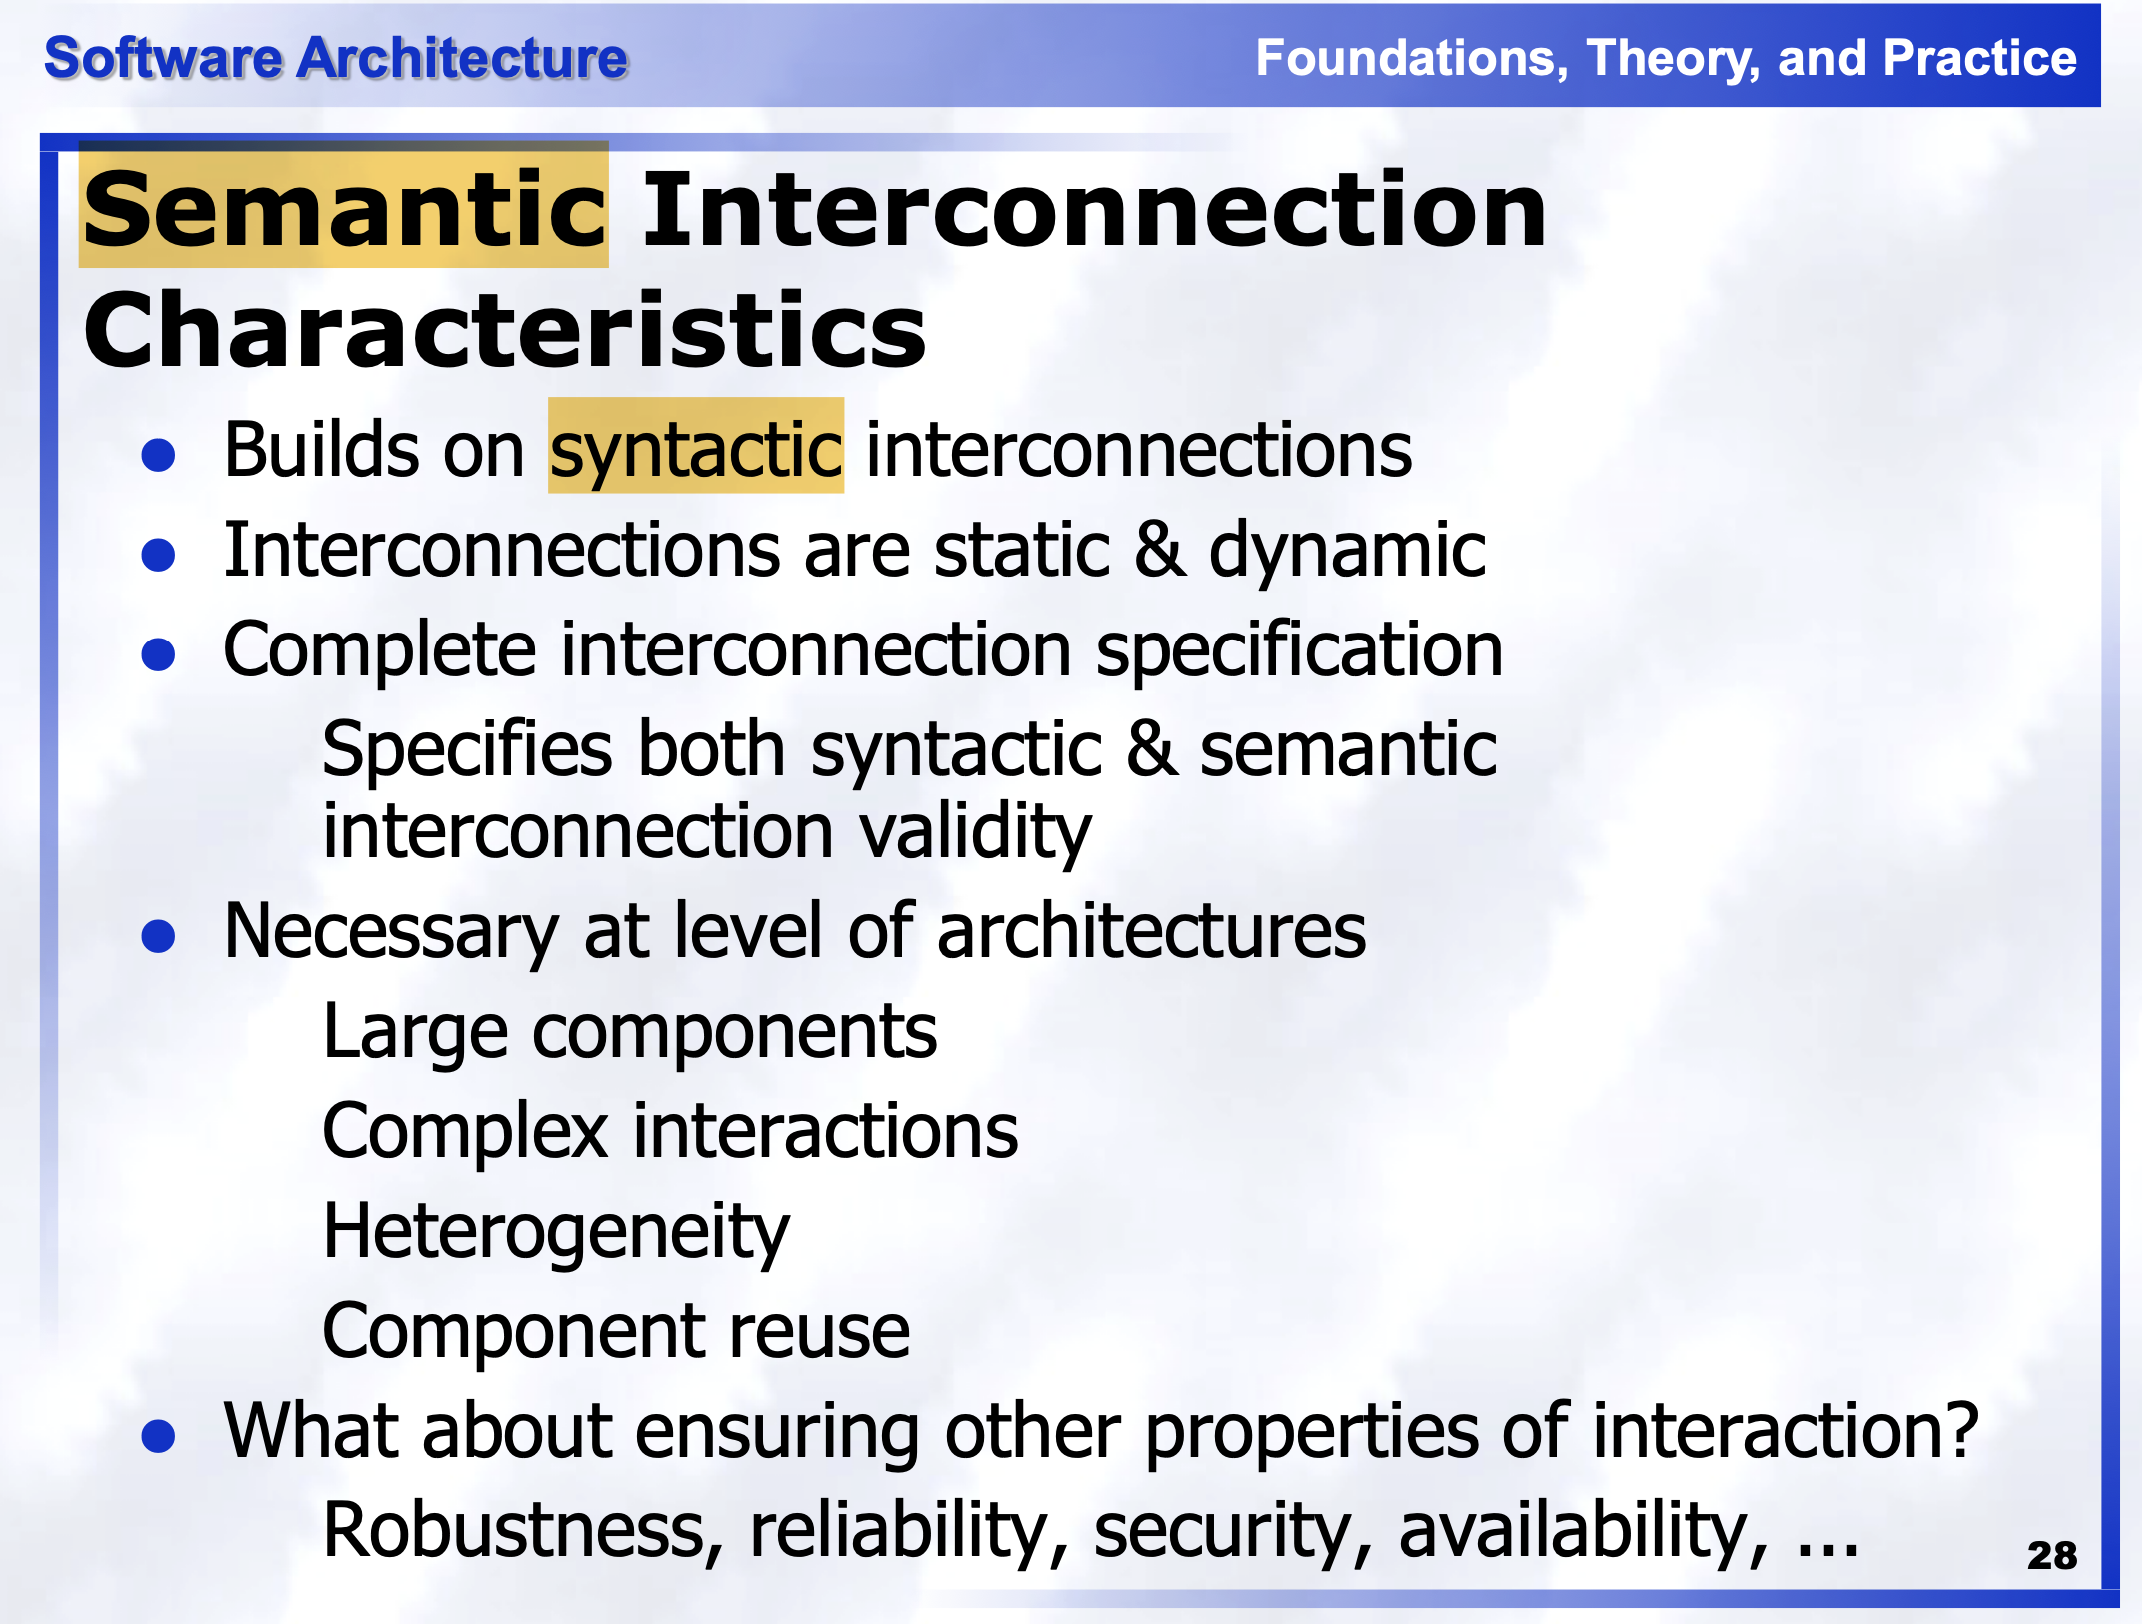 Software Architecture
Foundations, Theory, and Practice
Semantic Interconnection
Characteristics
Builds on syntactic interconnections
Interconnections are static & dynamic
Complete interconnection specification
Specifies both syntactic & semantic
interconnection validity
Necessary at level of architectures
Large components
Complex interactions
Heterogeneity
Component reuse
What about ensuring other properties of interaction?
Robustness, reliability, security, availability, …
28